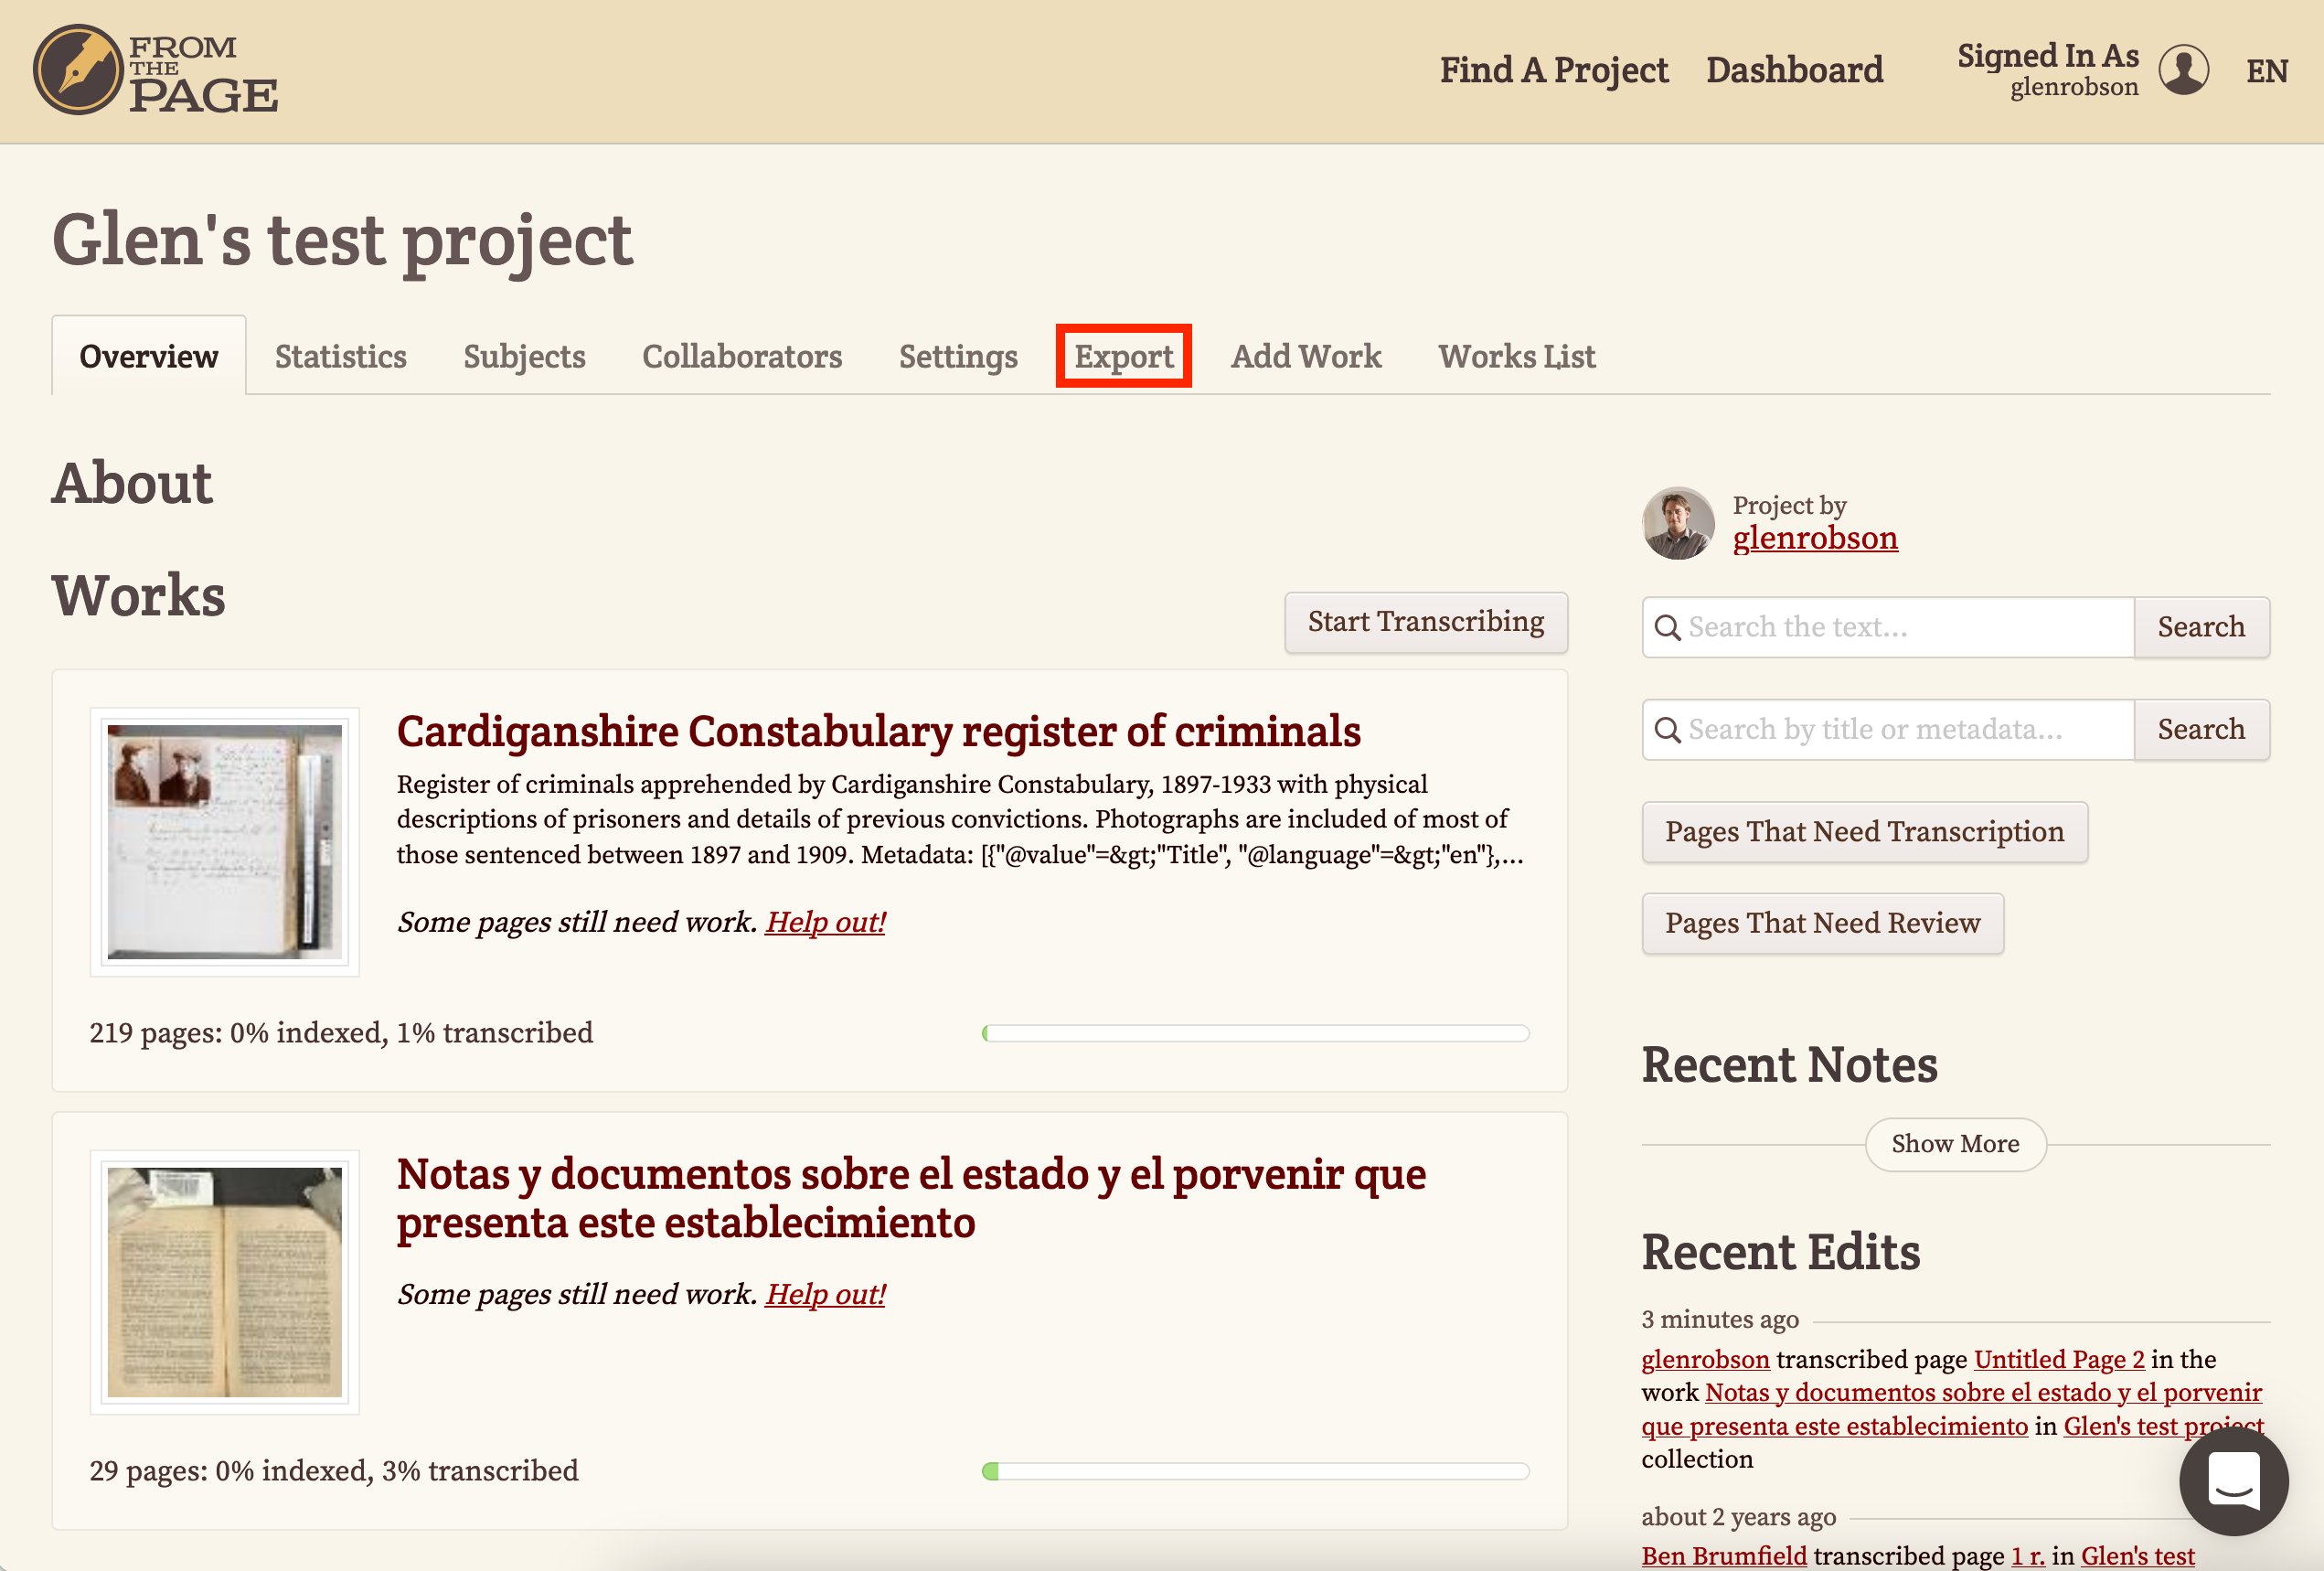 FROM
THE
PAGE
Find A Project
Dashboard
Signed In As
glenrobson
EN
Glen's test project
Overview
Statistics
Subjects
Collaborators
Settings
Export
Add Work
Works List
About
Works
Start Transcribing
Cardiganshire Constabulary register of criminals
Register of criminals apprehended by Cardiganshire Constabulary, 1897-1933 with physical
descriptions of prisoners and details of previous convictions. Photographs are included of most of
those sentenced between 1897 and 1909. Metadata: [{"@value"=&gt;"Title", "@language"=&gt;"en"},...
Some pages still need work. Help out!
219 pages: 0% indexed, 1% transcribed
Notas y documentos sobre el estado y el porvenir que
presenta este establecimiento
Some pages still need work. Help out!
29 pages: 0% indexed, 3% transcribed
Project by
glenrobson
Search the text...
Search
Search by title or metadata...
Search
Pages That Need Transcription
Pages That Need Review
Recent Notes
Show More
Recent Edits
3 minutes ago
glenrobson transcribed page Untitled Page 2 in the
work Notas y documentos sobre el estado y el porvenir
que presenta este establecimiento in Glen's test project
collection
about 2 years ago
Ben Brumfield transcribed page 1 r. in Glen's test